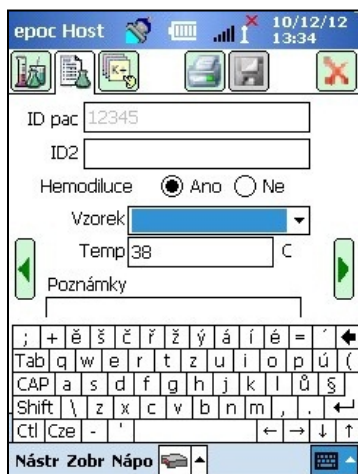 epoc Host 10/12/12
13:34
K+
ID pac 12345
ID2
Hemodiluce Ano Ne
Vzorek
Temp 38 C
Poznámky
; + ě š č ř ž ý á í é = ´
Tab q w e r t z u i o p ú (
CAP a s d f g h j k l ů §
Shift \ z x c v b n m , .
Ctl Cze - '
Nástr Zobr Nápo